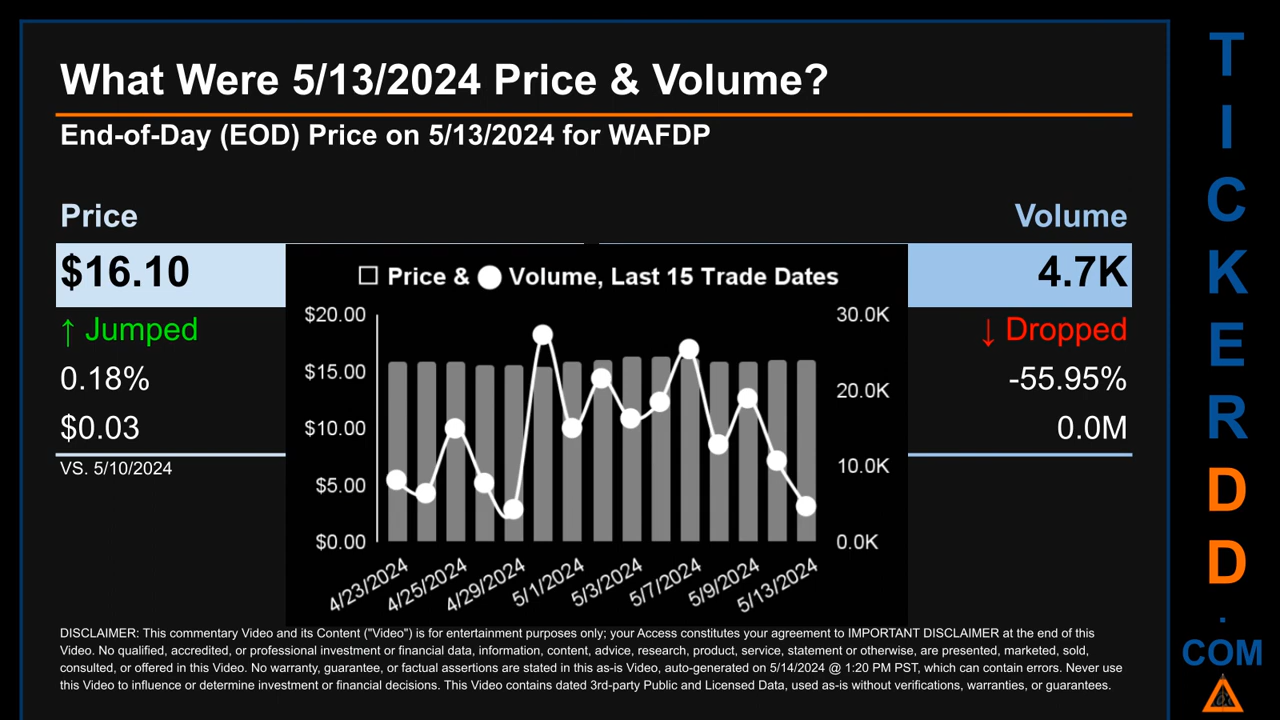 What Were 5/13/2024 Price & Volume?
End-of-Day (EOD) Price on 5/13/2024 for WAFDP
Price
Volume
$16.10
4.7K
↑ Jumped
↓ Dropped
0.18%
-55.95%
$0.03
0.0M
VS. 5/10/2024
Price & Volume, Last 15 Trade Dates
$20.00
$15.00
$10.00
$5.00
$0.00
30.0K
20.0K
10.0K
0.0K
4/23/2024
4/25/2024
4/29/2024
5/1/2024
5/3/2024
5/7/2024
5/9/2024
5/13/2024
DISCLAIMER: This commentary Video and its Content ("Video") is for entertainment purposes only; your Access constitutes your agreement to IMPORTANT DISCLAIMER at the end of this
Video. No qualified, accredited, or professional investment or financial data, information, content, advice, research, product, service, statement or otherwise, are presented, marketed, sold,
consulted, or offered in this Video. No warranty, guarantee, or factual assertions are stated in this as-is Video, auto-generated on 5/14/2024 @ 1:20 PM PST, which can contain errors. Never use
this Video to influence or determine investment or financial decisions. This Video contains dated 3rd-party Public and Licensed Data, used as-is without verifications, warranties, or guarantees.
T
I
C
K
E
R
D
D
.
COM